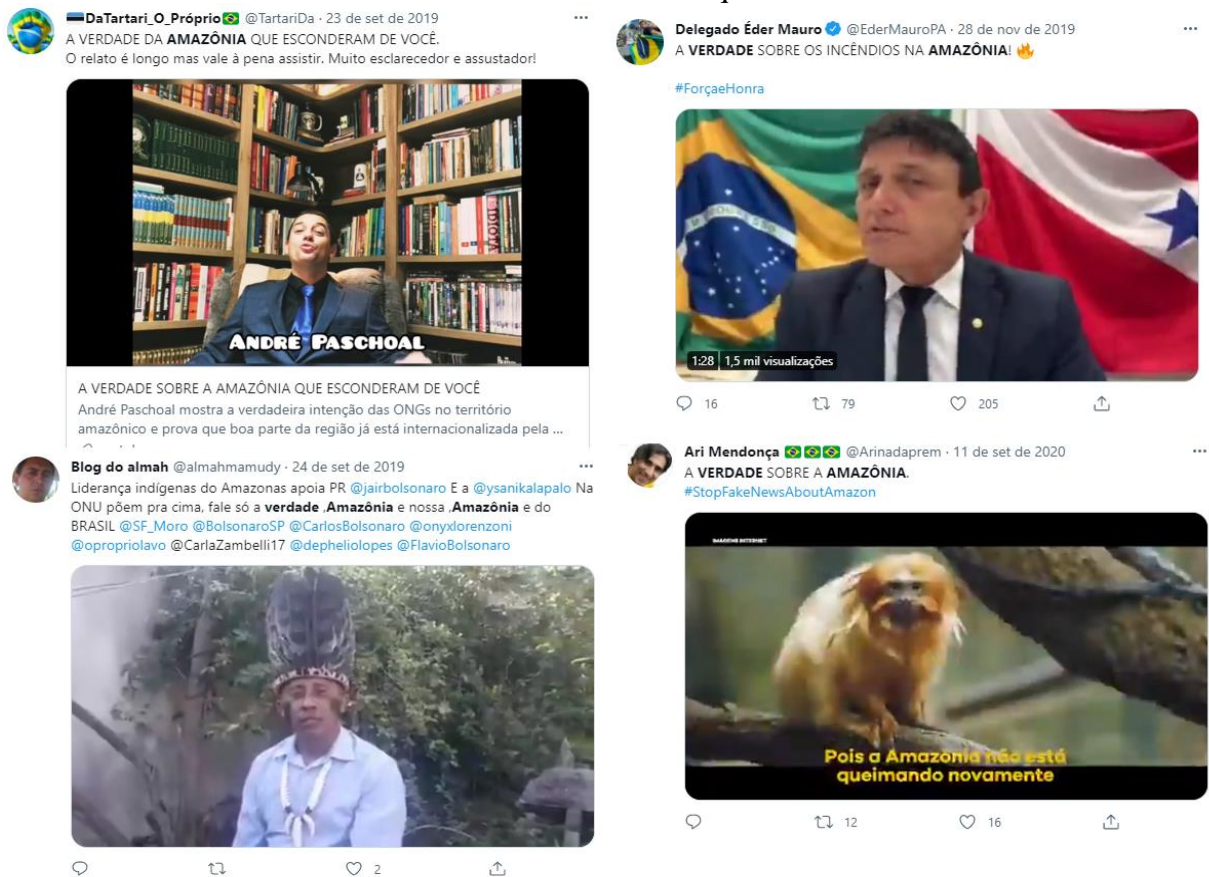 DaTartari_O_Próprio @TartariDa · 23 de set de 2019
A VERDADE DA AMAZÔNIA QUE ESCONDERAM DE VOCÊ.
O relato é longo mas vale à pena assistir. Muito esclarecedor e assustador!
IDIOTA
ANDRÉ PASCHOAL
A VERDADE SOBRE A AMAZÔNIA QUE ESCONDERAM DE VOCÊ
André Paschoal mostra a verdadeira intenção das ONGs no território
amazônico e prova que boa parte da região já está internacionalizada pela ...
Delegado Éder Mauro @EderMauroPA · 28 de nov de 2019
A VERDADE SOBRE OS INCÊNDIOS NA AMAZÔNIA!
#ForçaeHonra
1:28 1,5 mil visualizações
16 79 205
Blog do almah @almahmamudy · 24 de set de 2019
Liderança indígenas do Amazonas apoia PR @jairbolsonaro E a @ysanikalapalo Na
ONU põem pra cima, fale só a verdade ,Amazônia e nossa ,Amazônia e do
BRASIL @SF_Moro @BolsonaroSP @CarlosBolsonaro @onyxlorenzoni
@opropriolavo @CarlaZambelli17 @depheliolopes @FlavioBolsonaro
2
Ari Mendonça @Arinadaprem · 11 de set de 2020
A VERDADE SOBRE A AMAZÔNIA.
#StopFakeNewsAboutAmazon
IMAGENS INTERNET
Pois a Amazônia não está
queimando novamente
12 16